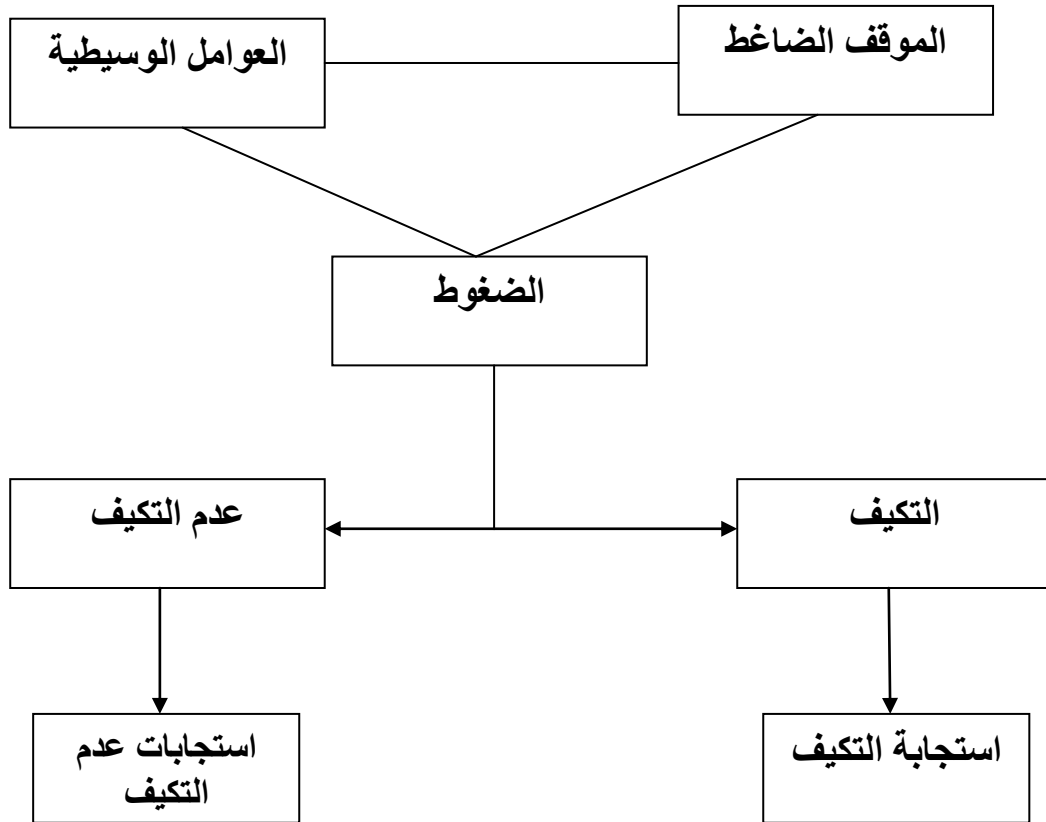 الموقف الضاغط
العوامل الوسيطية
الضغوط
التكيف
عدم التكيف
استجابة التكيف
استجابات عدم
التكيف